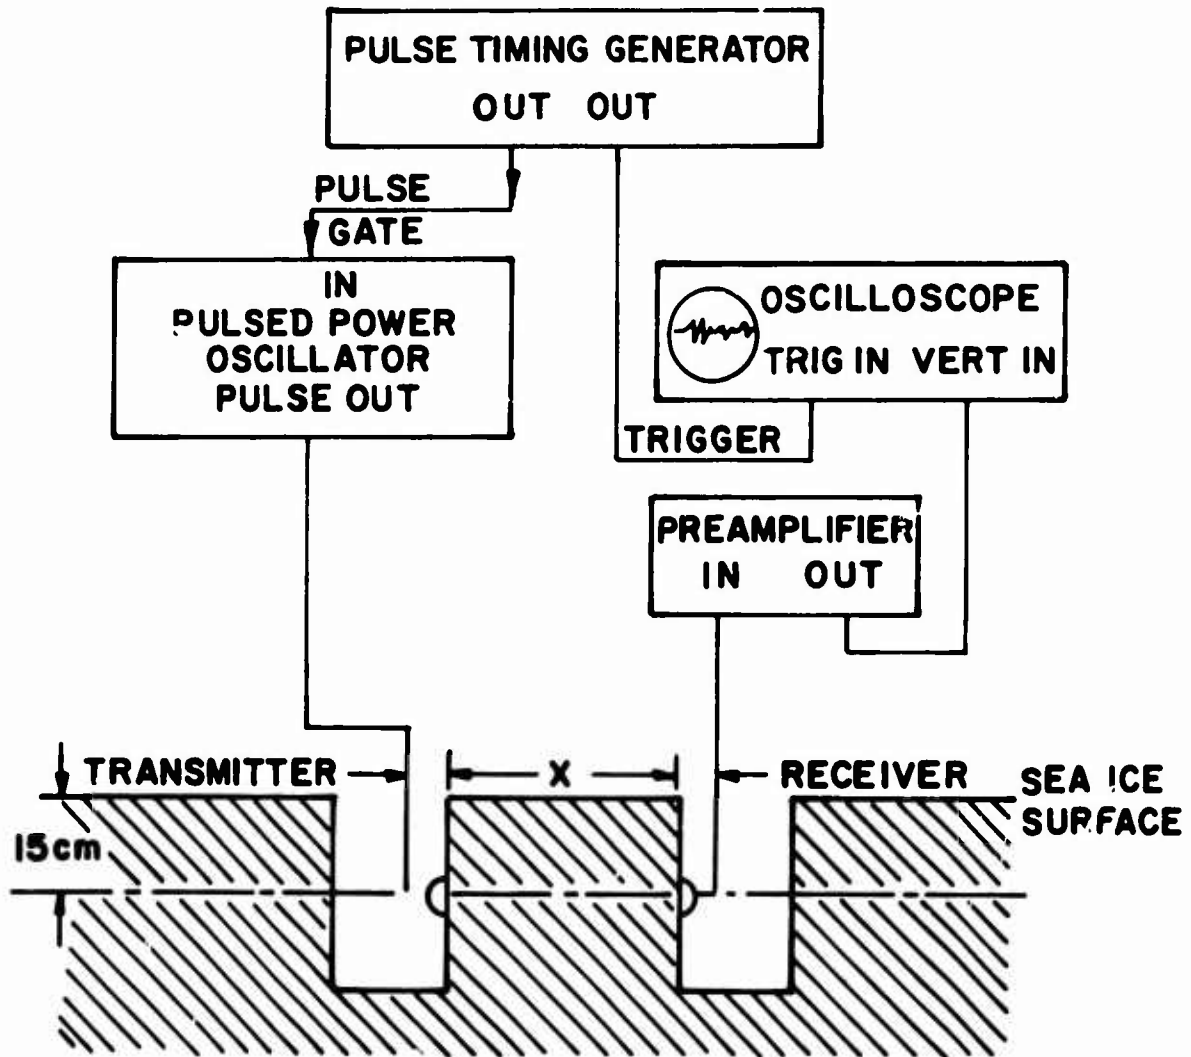 PULSE TIMING GENERATOR
OUT OUT
PULSE
GATE
IN
PULSED POWER
OSCILLATOR
PULSE OUT
OSCILLOSCOPE
TRIG IN VERT IN
TRIGGER
PREAMPLIFIER
IN OUT
TRANSMITTER
X
RECEIVER
SEA ICE
SURFACE
15cm